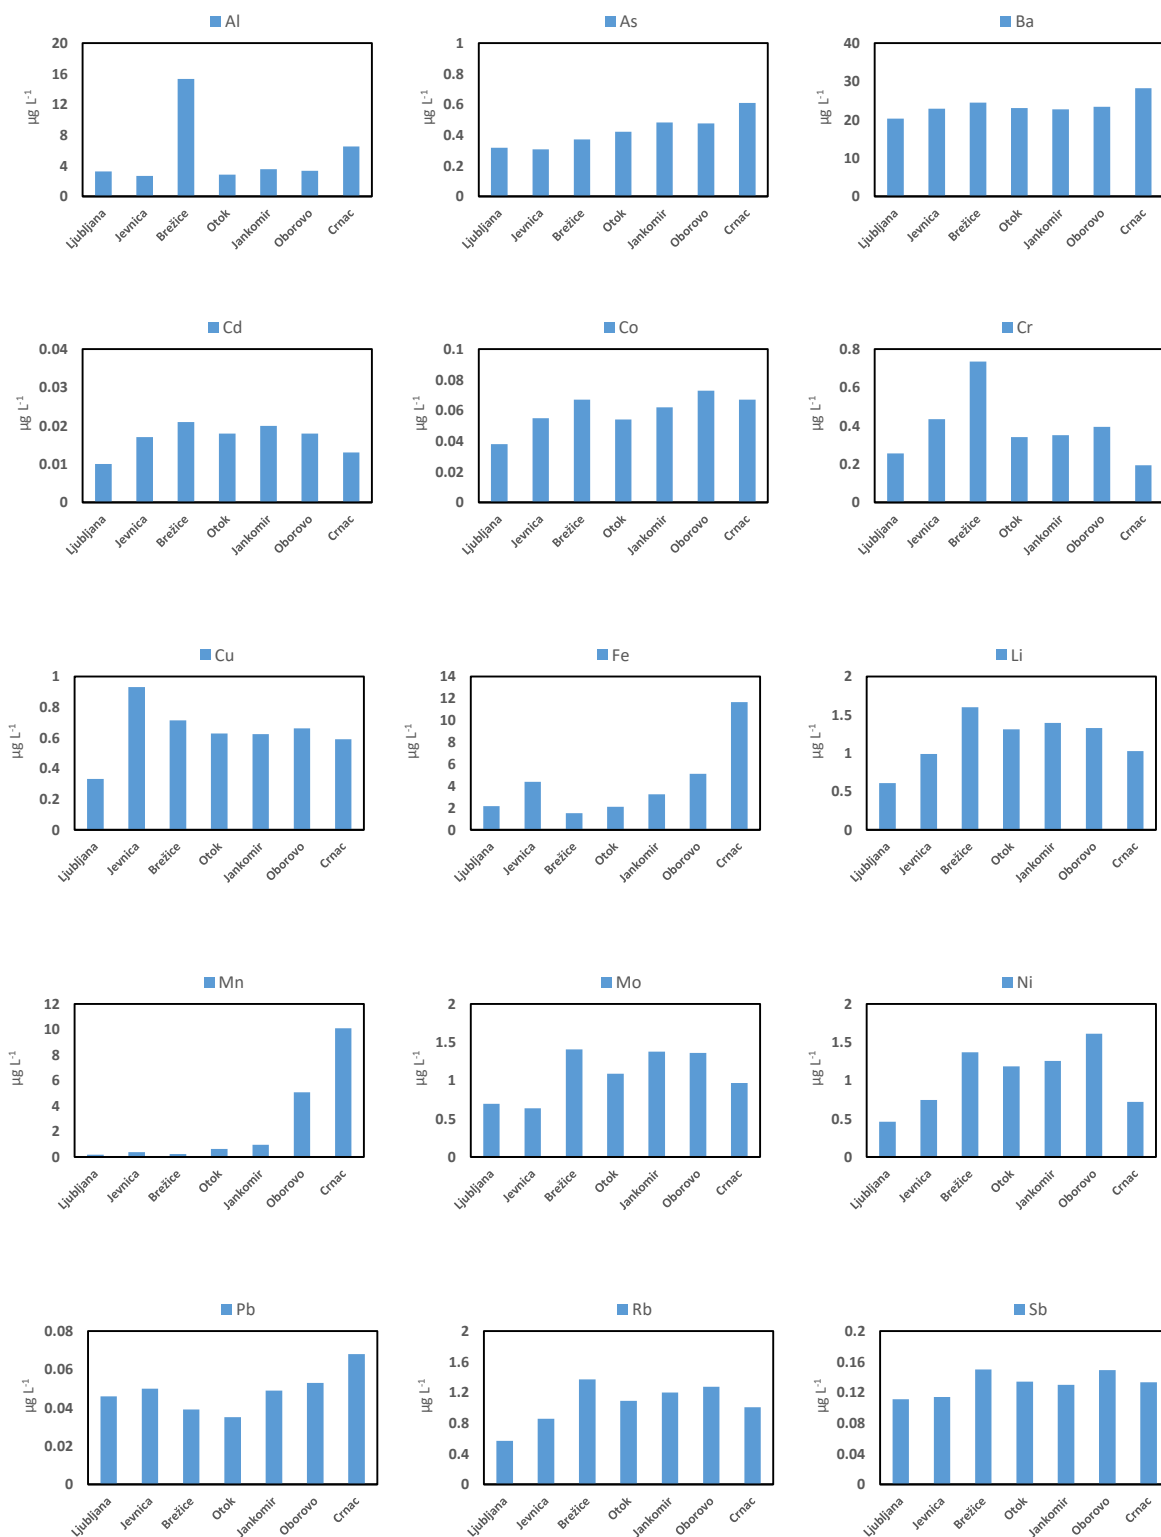 Al
20
16
12
8
4
0
µg L-1
Ljubljana
Jevnica
Brežice
Otok
Jankomir
Oborovo
Crnac
As
1
0.8
0.6
0.4
0.2
0
µg L-1
Ljubljana
Jevnica
Brežice
Otok
Jankomir
Oborovo
Crnac
Ba
40
30
20
10
0
µg L-1
Ljubljana
Jevnica
Brežice
Otok
Jankomir
Oborovo
Crnac
Cd
0.04
0.03
0.02
0.01
0
µg L-1
Ljubljana
Jevnica
Brežice
Otok
Jankomir
Oborovo
Crnac
Co
0.1
0.08
0.06
0.04
0.02
0
µg L-1
Ljubljana
Jevnica
Brežice
Otok
Jankomir
Oborovo
Crnac
Cr
0.8
0.6
0.4
0.2
0
µg L-1
Ljubljana
Jevnica
Brežice
Otok
Jankomir
Oborovo
Crnac
Cu
1
0.8
0.6
0.4
0.2
0
µg L-1
Ljubljana
Jevnica
Brežice
Otok
Jankomir
Oborovo
Crnac
Fe
14
12
10
8
6
4
2
0
µg L-1
Ljubljana
Jevnica
Brežice
Otok
Jankomir
Oborovo
Crnac
Li
2
1.5
1
0.5
0
µg L-1
Ljubljana
Jevnica
Brežice
Otok
Jankomir
Oborovo
Crnac
Mn
12
10
8
6
4
2
0
µg L-1
Ljubljana
Jevnica
Brežice
Otok
Jankomir
Oborovo
Crnac
Mo
2
1.5
1
0.5
0
µg L-1
Ljubljana
Jevnica
Brežice
Otok
Jankomir
Oborovo
Crnac
Ni
2
1.5
1
0.5
0
µg L-1
Ljubljana
Jevnica
Brežice
Otok
Jankomir
Oborovo
Crnac
Pb
0.08
0.06
0.04
0.02
0
µg L-1
Ljubljana
Jevnica
Brežice
Otok
Jankomir
Oborovo
Crnac
Rb
2
1.6
1.2
0.8
0.4
0
µg L-1
Ljubljana
Jevnica
Brežice
Otok
Jankomir
Oborovo
Crnac
Sb
0.2
0.16
0.12
0.08
0.04
0
µg L-1
Ljubljana
Jevnica
Brežice
Otok
Jankomir
Oborovo
Crnac